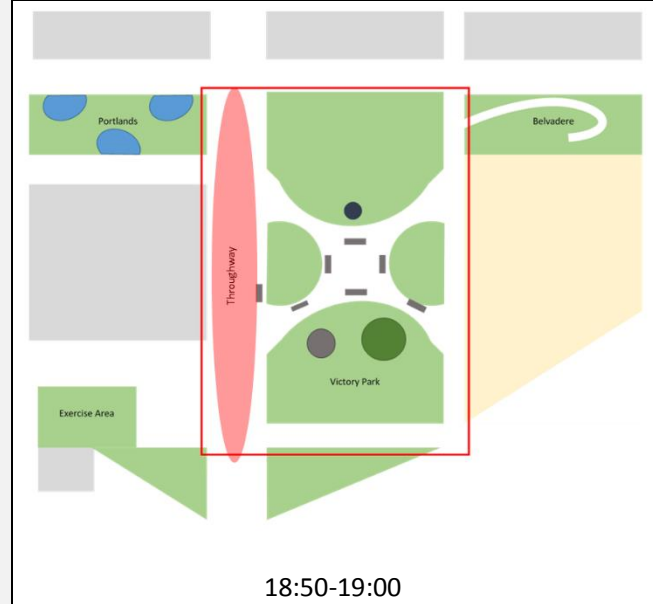 Portlands
Belvadere
Throughway
Victory Park
Exercise Area
18:50-19:00